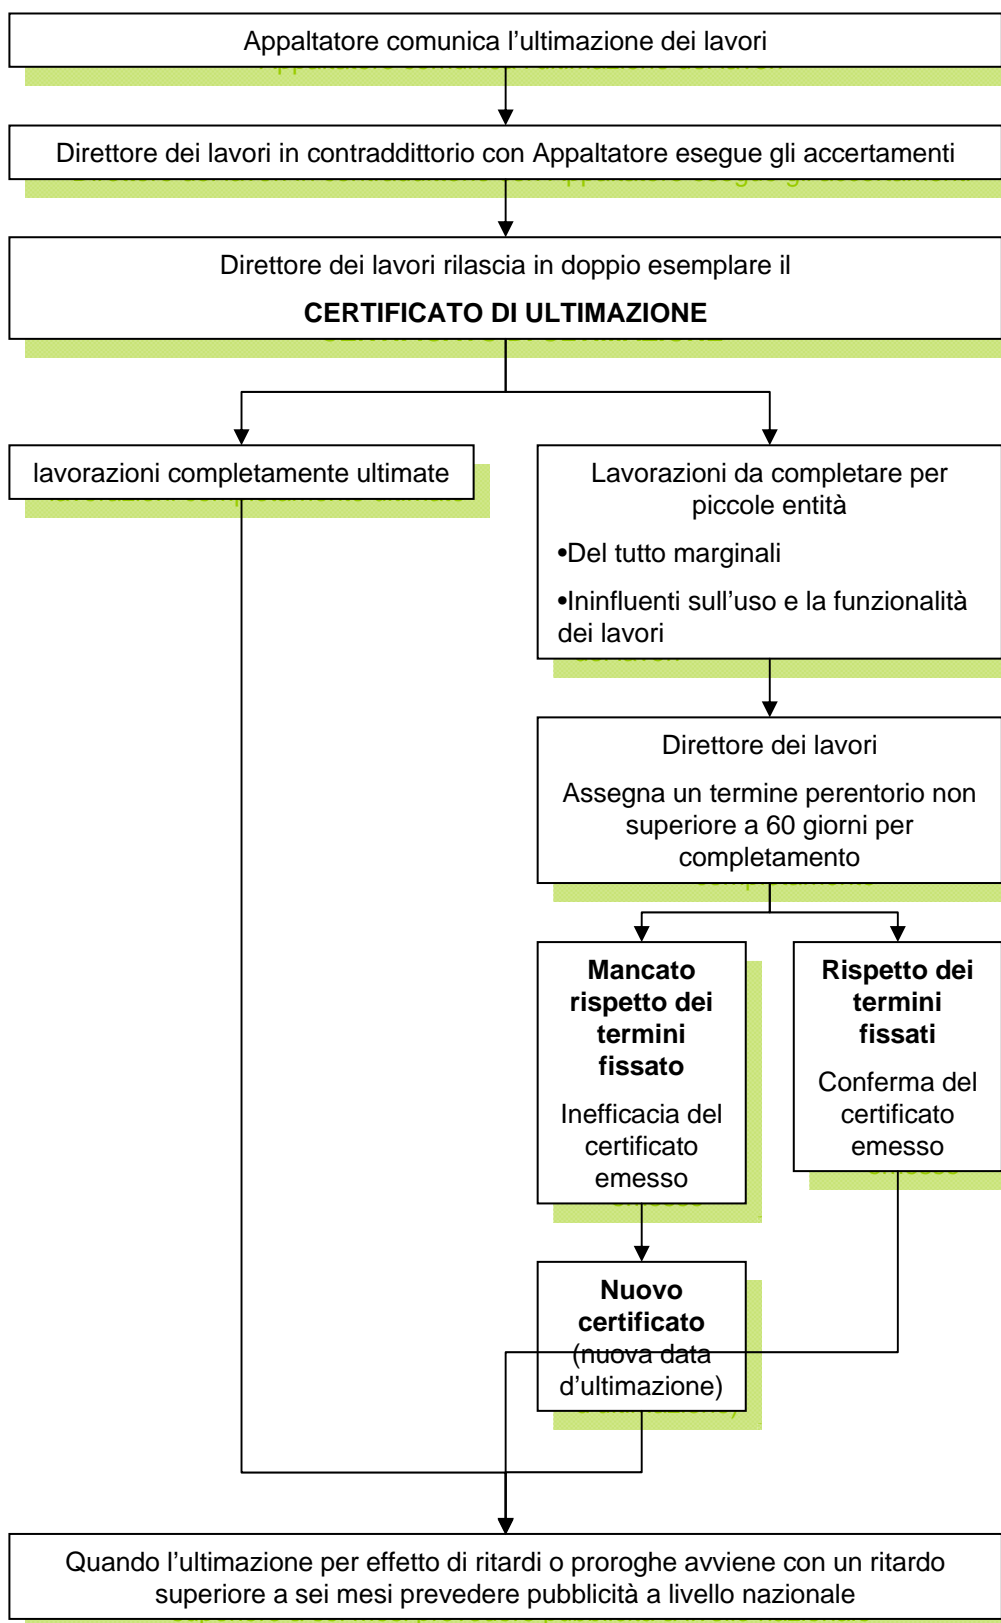 Appaltatore comunica l’ultimazione dei lavori
Direttore dei lavori in contraddittorio con Appaltatore esegue gli accertamenti
Direttore dei lavori rilascia in doppio esemplare il
CERTIFICATO DI ULTIMAZIONE
lavorazioni completamente ultimate
Lavorazioni da completare per
piccole entità
•Del tutto marginali
•Ininfluenti sull’uso e la funzionalità
dei lavori
Direttore dei lavori
Assegna un termine perentorio non
superiore a 60 giorni per
completamento
Mancato
rispetto dei
termini
fissato
Inefficacia del
certificato
emesso
Rispetto dei
termini
fissati
Conferma del
certificato
emesso
Nuovo
certificato
(nuova data
d’ultimazione)
Quando l’ultimazione per effetto di ritardi o proroghe avviene con un ritardo
superiore a sei mesi prevedere pubblicità a livello nazionale